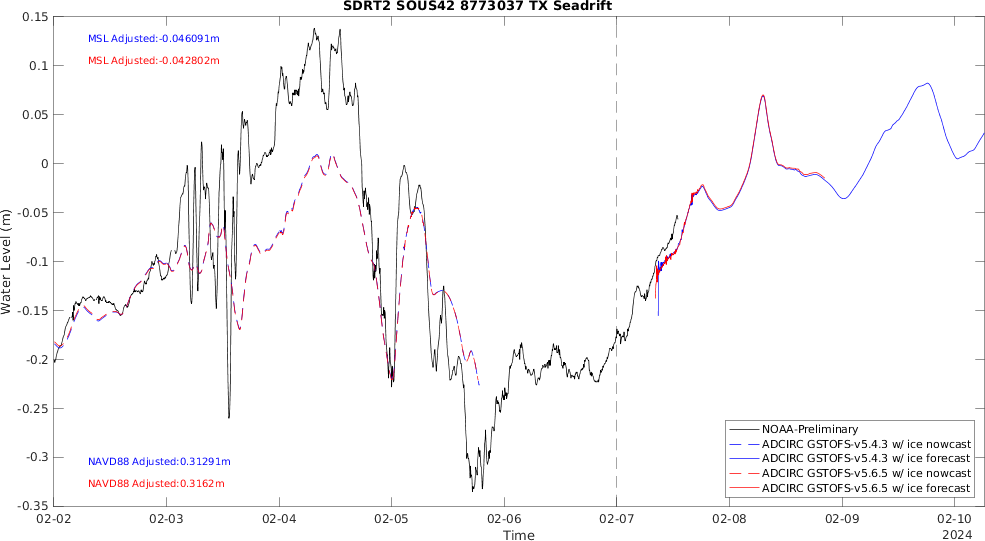 SDRT2 SOUS42 8773037 TX Seadrift
0.15
0.1
0.05
0
-0.05
-0.1
-0.15
-0.2
-0.25
-0.3
-0.35
Water Level (m)
MSL Adjusted:-0.046091m
MSL Adjusted:-0.042802m
NAVD88 Adjusted:0.31291m
NAVD88 Adjusted:0.3162m
NOAA-Preliminary
ADCIRC GSTOFS-v5.4.3 w/ ice nowcast
ADCIRC GSTOFS-v5.4.3 w/ ice forecast
ADCIRC GSTOFS-v5.6.5 w/ ice nowcast
ADCIRC GSTOFS-v5.6.5 w/ ice forecast
02-02 02-03 02-04 02-05 02-06 02-07 02-08 02-09 02-10
Time 2024